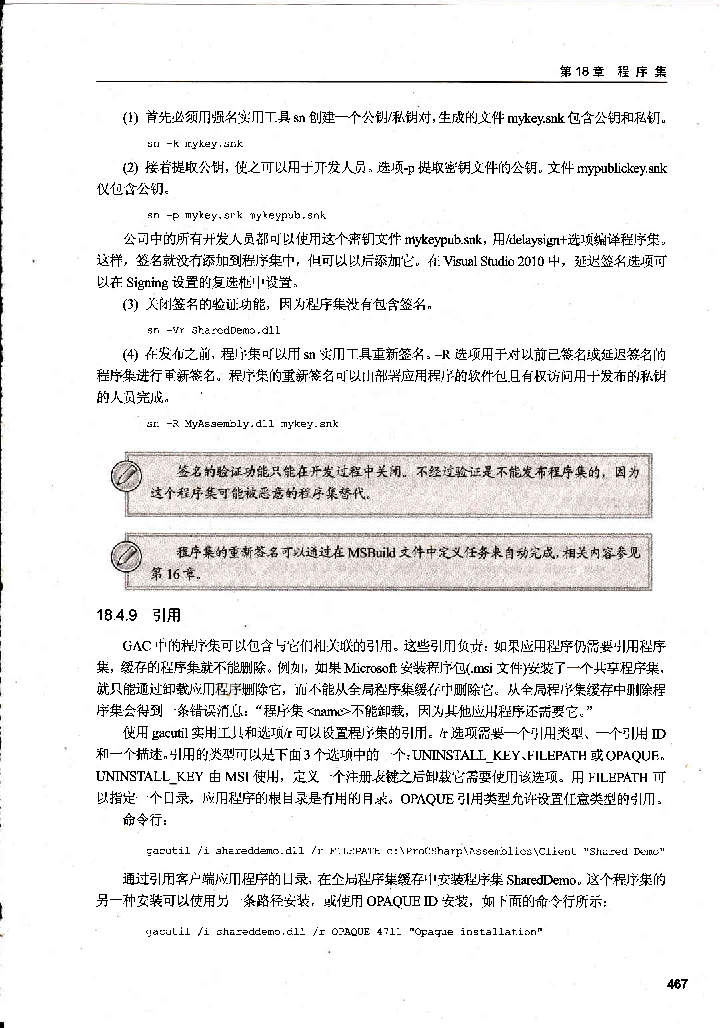 第18章 程 序 集
(1) 首先必须用强名实用工具 sn 创建一个公钥/私钥对，生成的文件 mykey.snk 包含公钥和私钥。
sn -k mykey.snk
(2) 接着提取公钥，使之可以用于开发人员。选项-p 提取密钥文件的公钥。文件 mypublickey.snk
仅包含公钥。
sn -p mykey.snk mykeypub.snk
公司中的所有开发人员都可以使用这个密钥文件 mykeypub.snk，用/delaysign+选项编译程序集。
这样，签名就没有添加到程序集中，但可以以后添加它。在 Visual Studio 2010 中，延迟签名选项可
以在 Signing 设置的复选框中设置。
(3) 关闭签名的验证功能，因为程序集没有包含签名。
sn -Vr SharedDemo.dll
(4) 在发布之前，程序集可以用 sn 实用工具重新签名。–R 选项用于对以前已签名或延迟签名的
程序集进行重新签名。程序集的重新签名可以由部署应用程序的软件包且有权访问用于发布的私钥
的人员完成。
sn -R MyAssembly.dll mykey.snk
签名的验证功能只能在开发过程中关闭。不经过验证是不能发布程序集的，因为
这个程序集可能被恶意的程序集替代。
程序集的重新签名可以通过在 MSBuild 文件中定义任务来自动完成，相关内容参见
第 16 章。
18.4.9 引用
GAC 中的程序集可以包含与它们相关联的引用。这些引用负责：如果应用程序仍需要引用程序
集，缓存的程序集就不能删除。例如，如果 Microsoft 安装程序包(.msi 文件)安装了一个共享程序集，
就只能通过卸载应用程序删除它，而不能从全局程序集缓存中删除它。从全局程序集缓存中删除程
序集会得到一条错误消息：“程序集 <name>不能卸载，因为其他应用程序还需要它。”
使用 gacutil 实用工具和选项/r 可以设置程序集的引用。/r 选项需要一个引用类型、一个引用 ID
和一个描述。引用的类型可以是下面 3 个选项中的一个：UNINSTALL_KEY、FILEPATH 或 OPAQUE。
UNINSTALL_KEY 由 MSI 使用，定义一个注册表键之后卸载它需要使用该选项。用 FILEPATH 可
以指定一个目录，应用程序的根目录是有用的目录。OPAQUE 引用类型允许设置任意类型的引用。
命令行：
gacutil /i shareddemo.dll /r FILEPATH c:\ProCSharp\Assemblies\Client "Shared Demo"
通过引用客户端应用程序的目录，在全局程序集缓存中安装程序集 SharedDemo。这个程序集的
另一种安装可以使用另一条路径安装，或使用 OPAQUE ID 安装，如下面的命令行所示：
gacutil /i shareddemo.dll /r OPAQUE 4711 "Opaque installation"
467